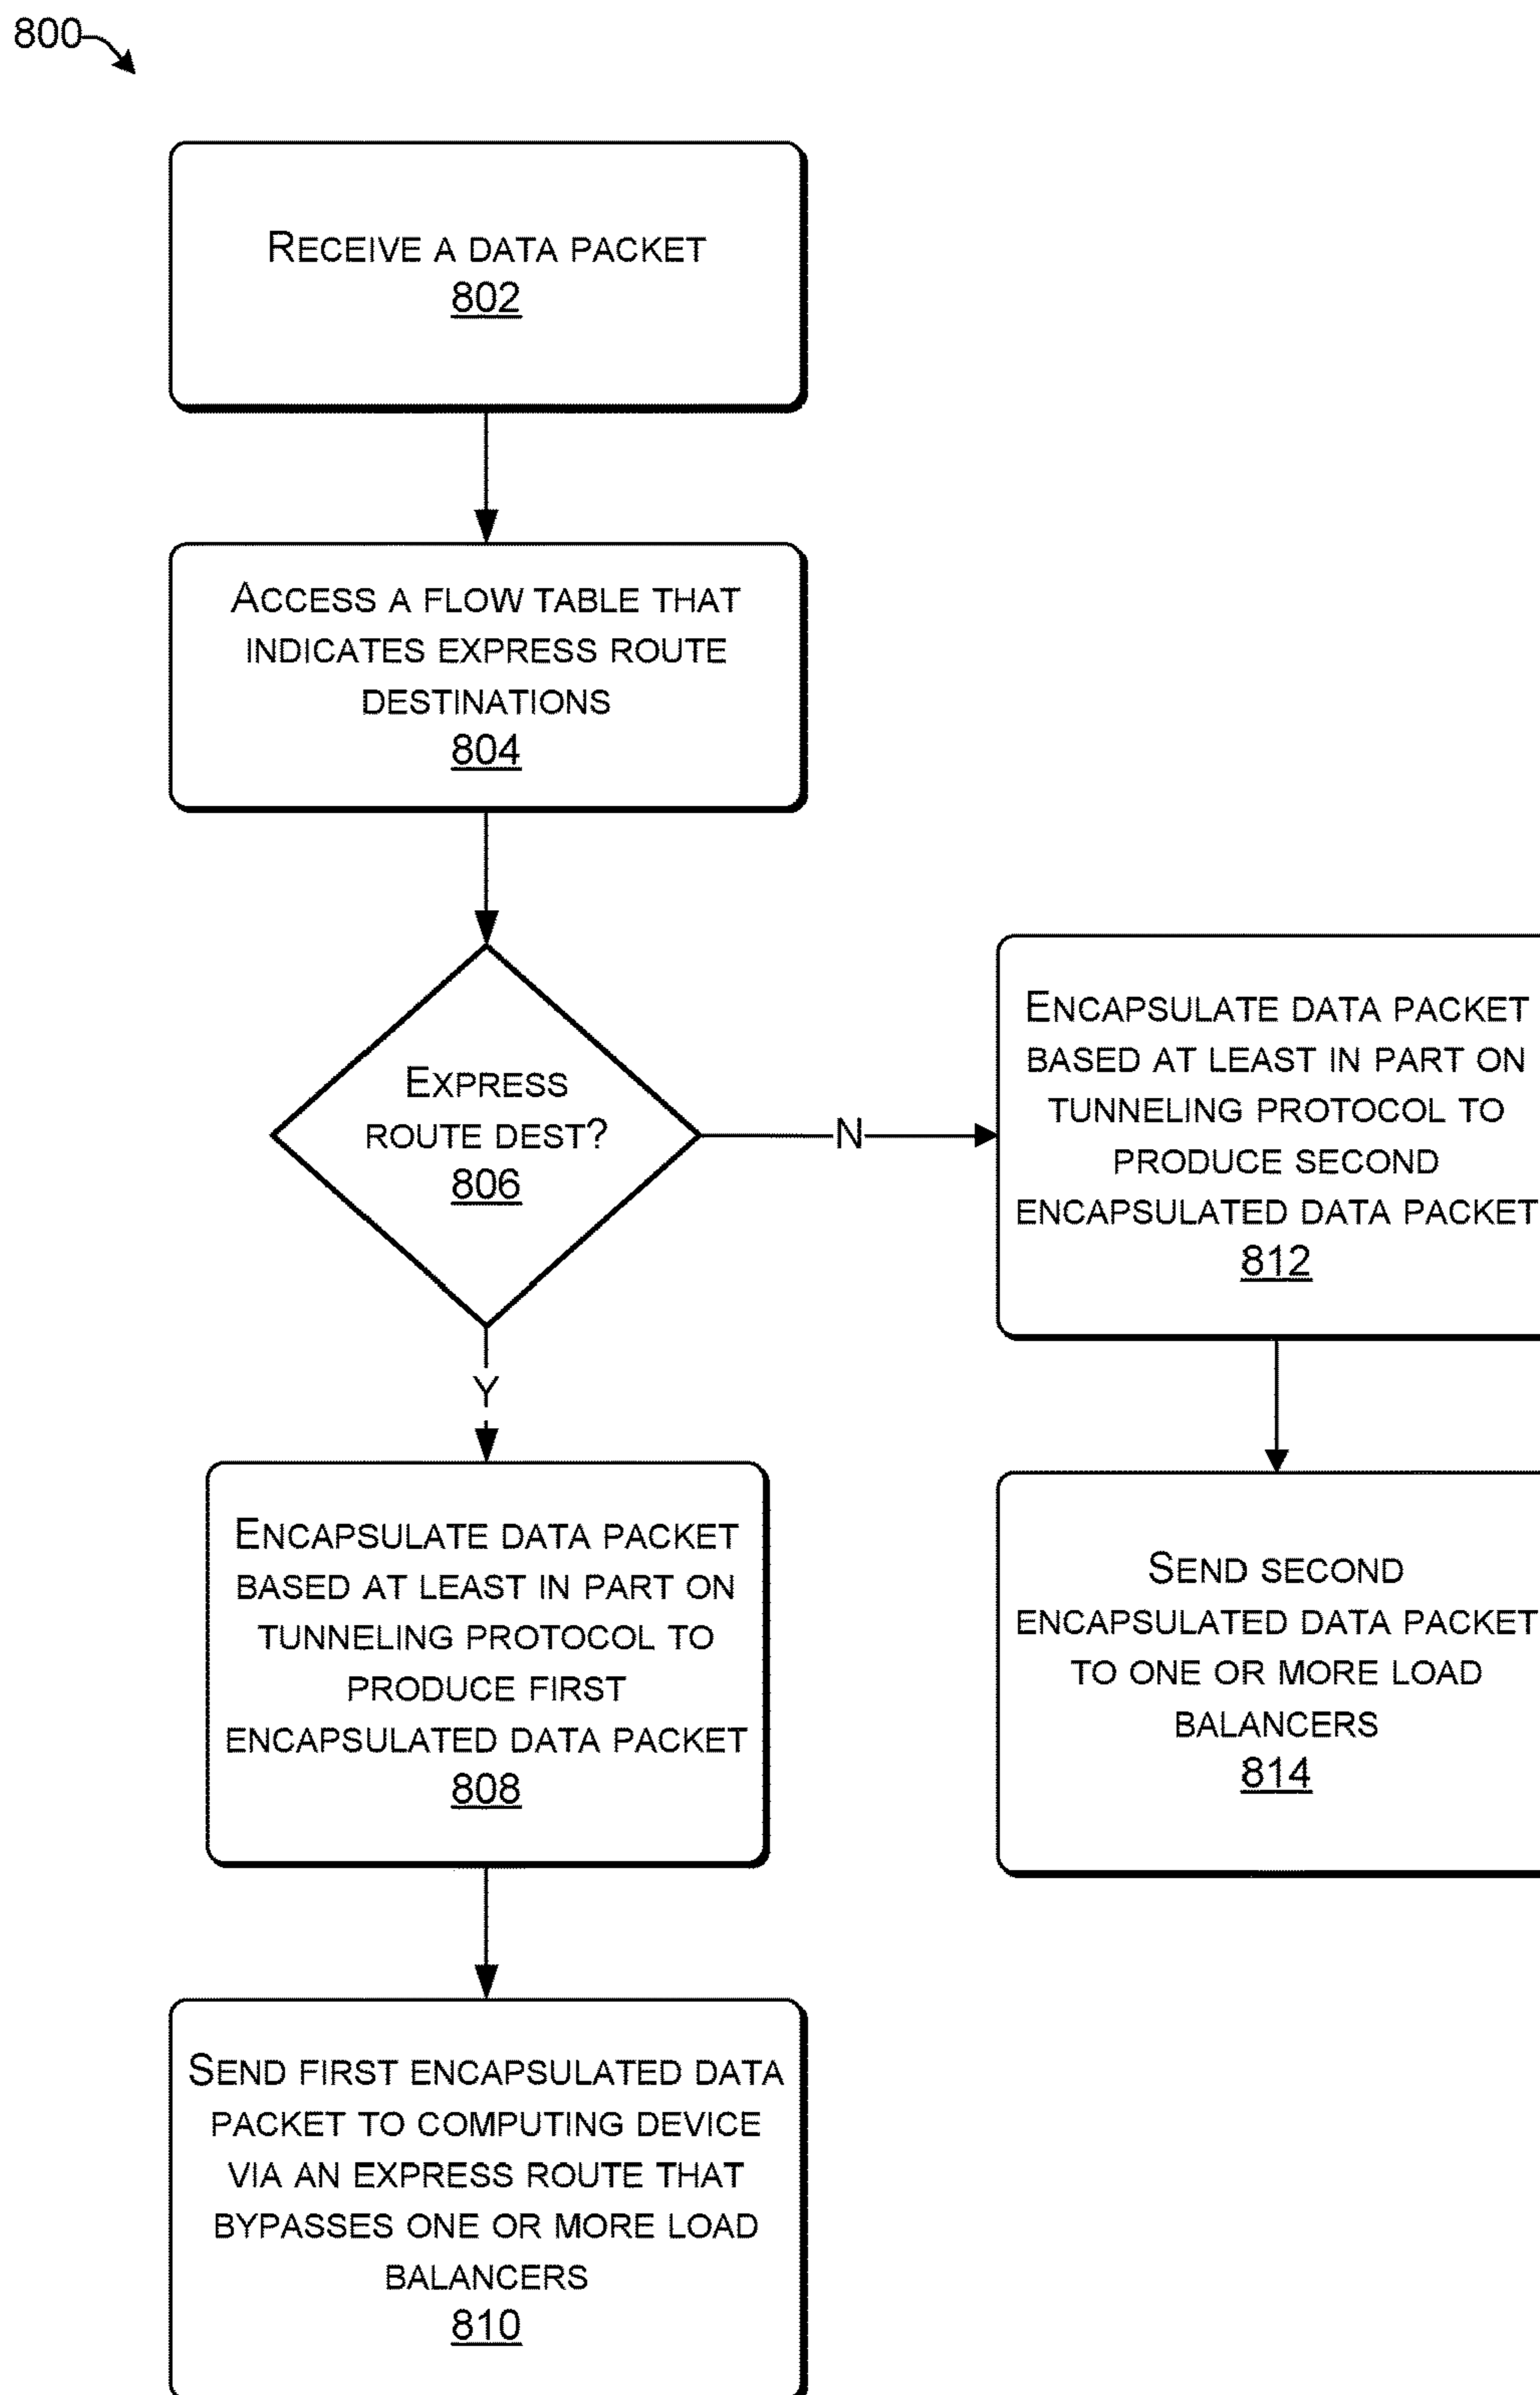 800
RECEIVE A DATA PACKET
802
ACCESS A FLOW TABLE THAT
INDICATES EXPRESS ROUTE
DESTINATIONS
804
EXPRESS
ROUTE DEST?
806
N
Y
ENCAPSULATE DATA PACKET
BASED AT LEAST IN PART ON
TUNNELING PROTOCOL TO
PRODUCE SECOND
ENCAPSULATED DATA PACKET
812
SEND SECOND
ENCAPSULATED DATA PACKET
TO ONE OR MORE LOAD
BALANCERS
814
ENCAPSULATE DATA PACKET
BASED AT LEAST IN PART ON
TUNNELING PROTOCOL TO
PRODUCE FIRST
ENCAPSULATED DATA PACKET
808
SEND FIRST ENCAPSULATED DATA
PACKET TO COMPUTING DEVICE
VIA AN EXPRESS ROUTE THAT
BYPASSES ONE OR MORE LOAD
BALANCERS
810